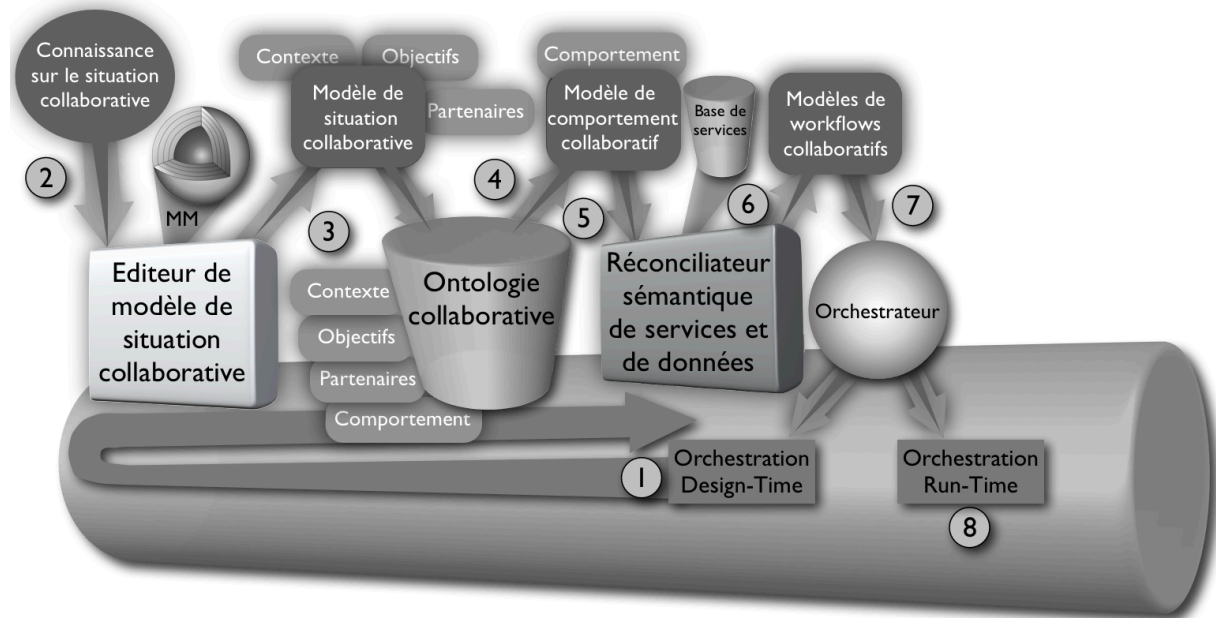 Connaissance
sur le situation
collaborative
2
MM
Editeur de
modèle de
situation
collaborative
Contexte
Objectifs
Modèle de
situation
collaborative
Partenaires
3
Contexte
Objectifs
Partenaires
Comportement
Ontologie
collaborative
4
Comportement
Modèle de
comportement
collaboratif
5
Base de
services
Réconciliateur
sémantique
de services et
de données
6
Modèles de
workflows
collaboratifs
7
Orchestrateur
1
Orchestration
Design-Time
Orchestration
Run-Time
8